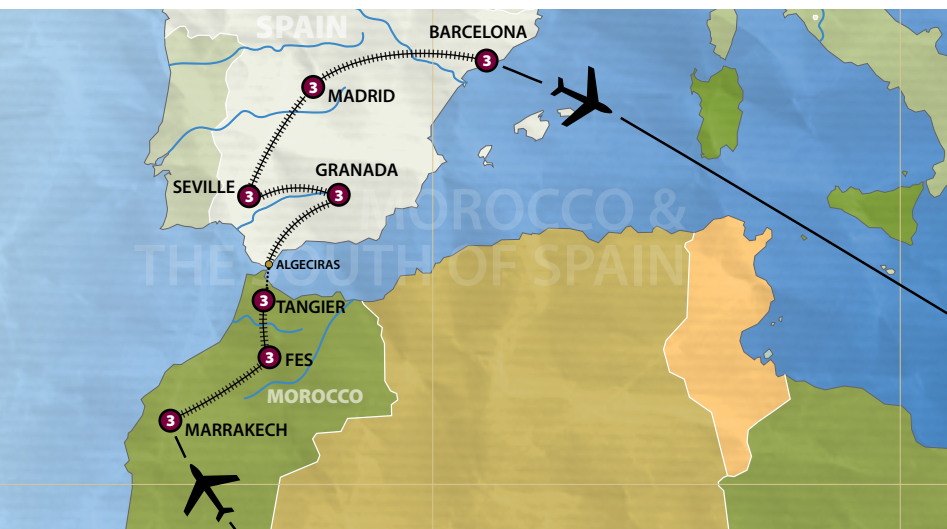 SPAIN
BARCELONA
3
3
MADRID
GRANADA
SEVILLE
3
3
MOROCCO &
THE SOUTH OF SPAIN
ALGECIRAS
3
TANGIER
3
FES
MOROCCO
3
MARRAKECH